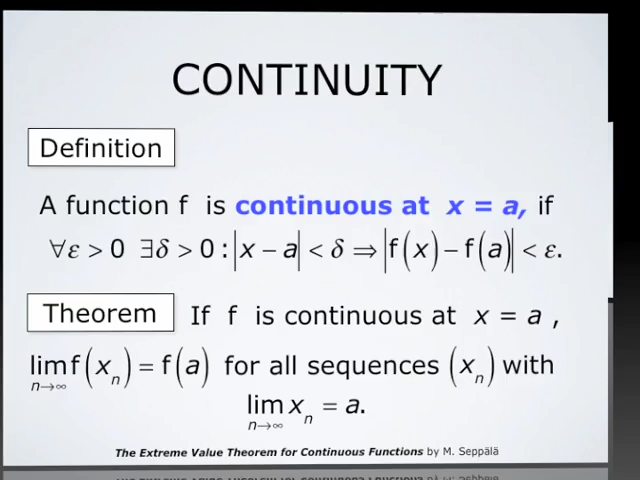 CONTINUITY
Definition
A function f is continuous at x = a, if
∀ε > 0 ∃δ > 0 : |x − a| < δ ⇒ |f(x) − f(a)| < ε.
Theorem If f is continuous at x = a ,
lim f(xₙ) = f(a) for all sequences (xₙ) with
n→∞
lim xₙ = a.
n→∞
The Extreme Value Theorem for Continuous Functions by M. Seppälä